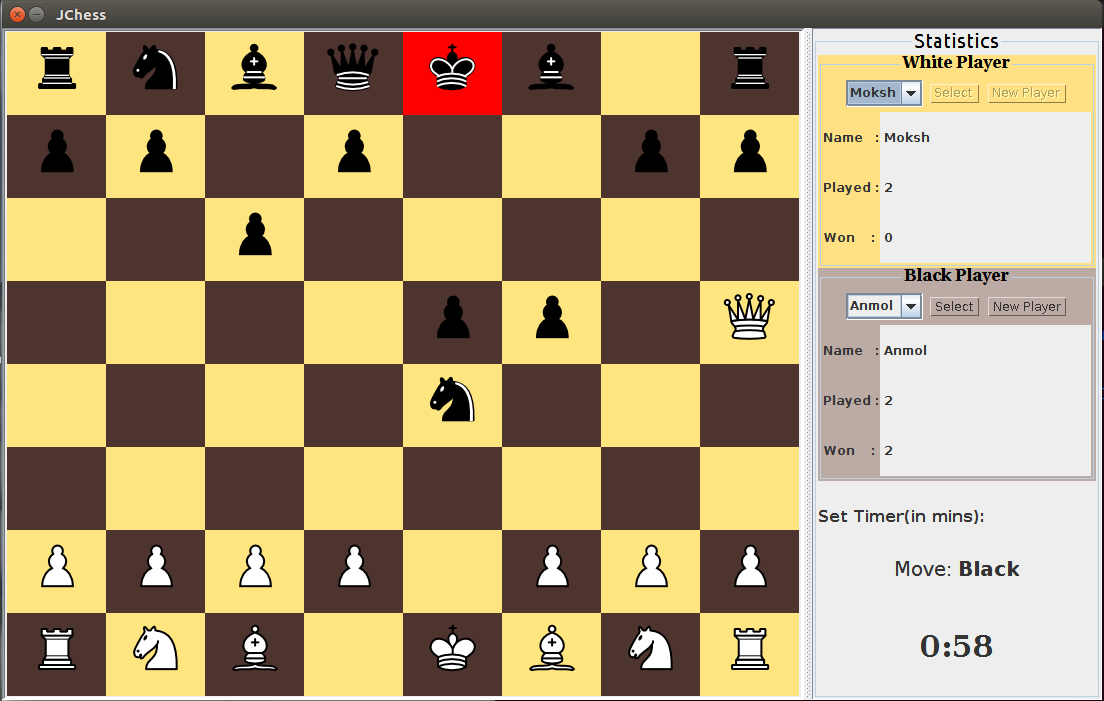 JChess
Statistics
White Player
Moksh Select New Player
Name : Moksh
Played : 2
Won : 0
Black Player
Anmol Select New Player
Name : Anmol
Played : 2
Won : 2
Set Timer(in mins):
Move: Black
0:58